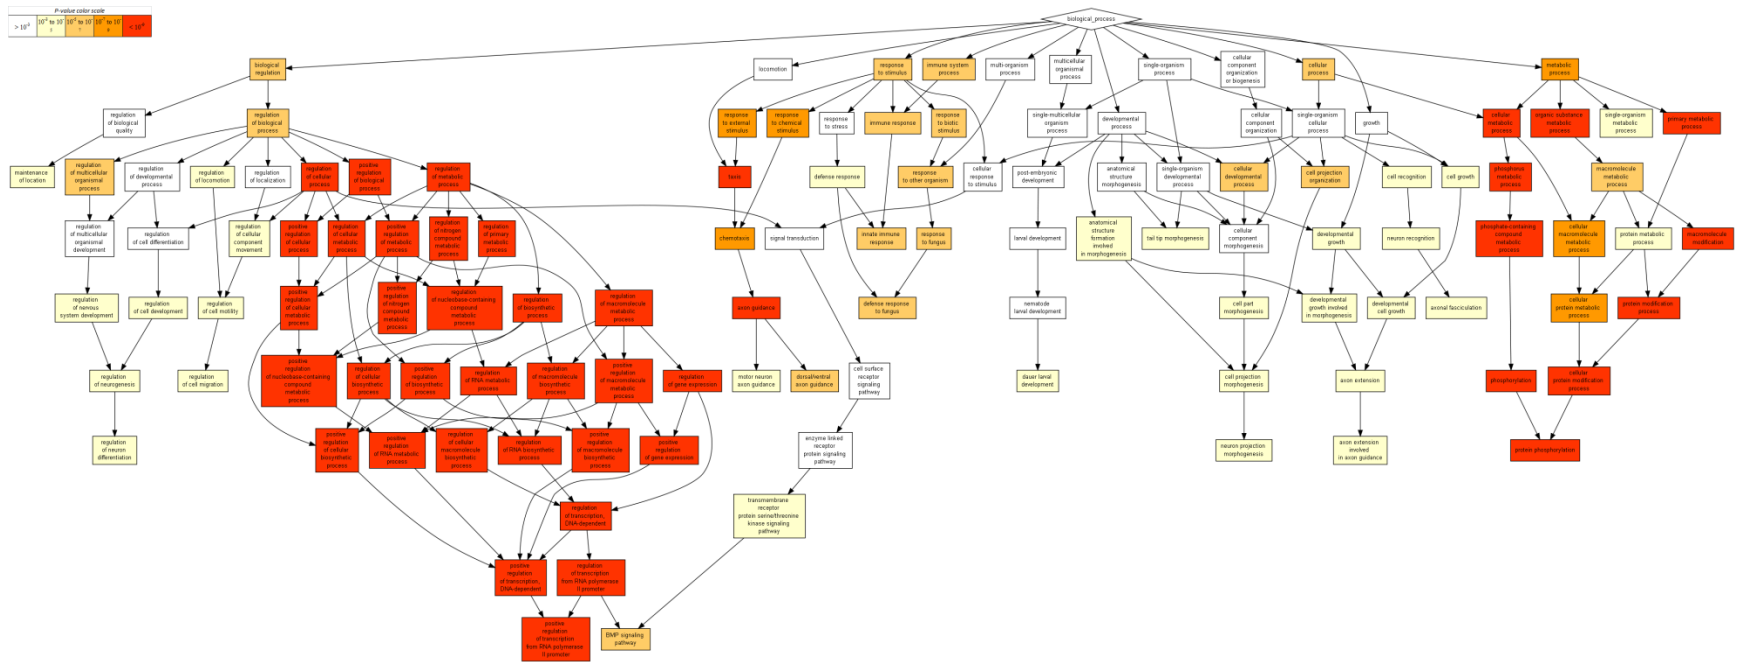 P-value color scale
biological_process
biological
regulation
locomotion
response
to stimulus
immune system
process
multi-organism
process
multicellular
organismal
process
single-organism
process
cellular
component
organization
or biogenesis
cellular
process
metabolic
process
regulation
of biological
quality
regulation
of biological
process
response
to external
stimulus
response
to chemical
stimulus
response
to stress
immune response
response
to biotic
stimulus
single-multicellular
organism
process
developmental
process
cellular
component
organization
single-organism
cellular
process
growth
cellular
metabolic
process
organic substance
metabolic
process
single-organism
metabolic
process
primary metabolic
process
maintenance
of location
regulation
of multicellular
organismal
process
regulation
of developmental
process
regulation
of locomotion
regulation
of localization
regulation
of cellular
process
positive
regulation
of biological
process
regulation
of metabolic
process
taxis
defense response
response
to other organism
cellular
response
to stimulus
post-embryonic
development
anatomical
structure
morphogenesis
single-organism
developmental
process
cellular
developmental
process
cell projection
organization
cell recognition
cell growth
phosphorus
metabolic
process
macromolecule
metabolic
process
regulation
of multicellular
organismal
development
regulation
of cell differentiation
regulation
of cellular
component
movement
positive
regulation
of cellular
process
regulation
of cellular
metabolic
process
positive
regulation
of metabolic
process
regulation
of nitrogen
compound
metabolic
process
regulation
of primary
metabolic
process
chemotaxis
signal transduction
innate immune
response
response
to fungus
larval development
anatomical
structure
formation
involved
in morphogenesis
tail tip morphogenesis
cellular
component
morphogenesis
developmental
growth
neuron recognition
phosphate-containing
compound
metabolic
process
cellular
macromolecule
metabolic
process
protein metabolic
process
macromolecule
modification
regulation
of nervous
system development
regulation
of cell development
regulation
of cell motility
positive
regulation
of cellular
metabolic
process
positive
regulation
of nitrogen
compound
metabolic
process
regulation
of nucleobase-containing
compound
metabolic
process
regulation
of biosynthetic
process
regulation
of macromolecule
metabolic
process
axon guidance
defense response
to fungus
nematode
larval development
cell part
morphogenesis
developmental
growth involved
in morphogenesis
developmental
cell growth
axonal fasciculation
cellular
protein metabolic
process
protein modification
process
regulation
of neurogenesis
regulation
of cell migration
positive
regulation
of nucleobase-containing
compound
metabolic
process
regulation
of cellular
biosynthetic
process
positive
regulation
of biosynthetic
process
regulation
of RNA metabolic
process
regulation
of macromolecule
biosynthetic
process
positive
regulation
of macromolecule
metabolic
process
regulation
of gene expression
motor neuron
axon guidance
dorsal/ventral
axon guidance
cell surface
receptor
signaling
pathway
dauer larval
development
cell projection
morphogenesis
axon extension
phosphorylation
cellular
protein modification
process
regulation
of neuron
differentiation
positive
regulation
of cellular
biosynthetic
process
positive
regulation
of RNA metabolic
process
regulation
of cellular
macromolecule
biosynthetic
process
regulation
of RNA biosynthetic
process
positive
regulation
of macromolecule
biosynthetic
process
positive
regulation
of gene expression
enzyme linked
receptor
protein signaling
pathway
neuron projection
morphogenesis
axon extension
involved
in axon guidance
protein phosphorylation
regulation
of transcription,
DNA-dependent
transmembrane
receptor
protein serine/threonine
kinase signaling
pathway
positive
regulation
of transcription,
DNA-dependent
regulation
of transcription
from RNA polymerase
II promoter
positive
regulation
of transcription
from RNA polymerase
II promoter
BMP signaling
pathway